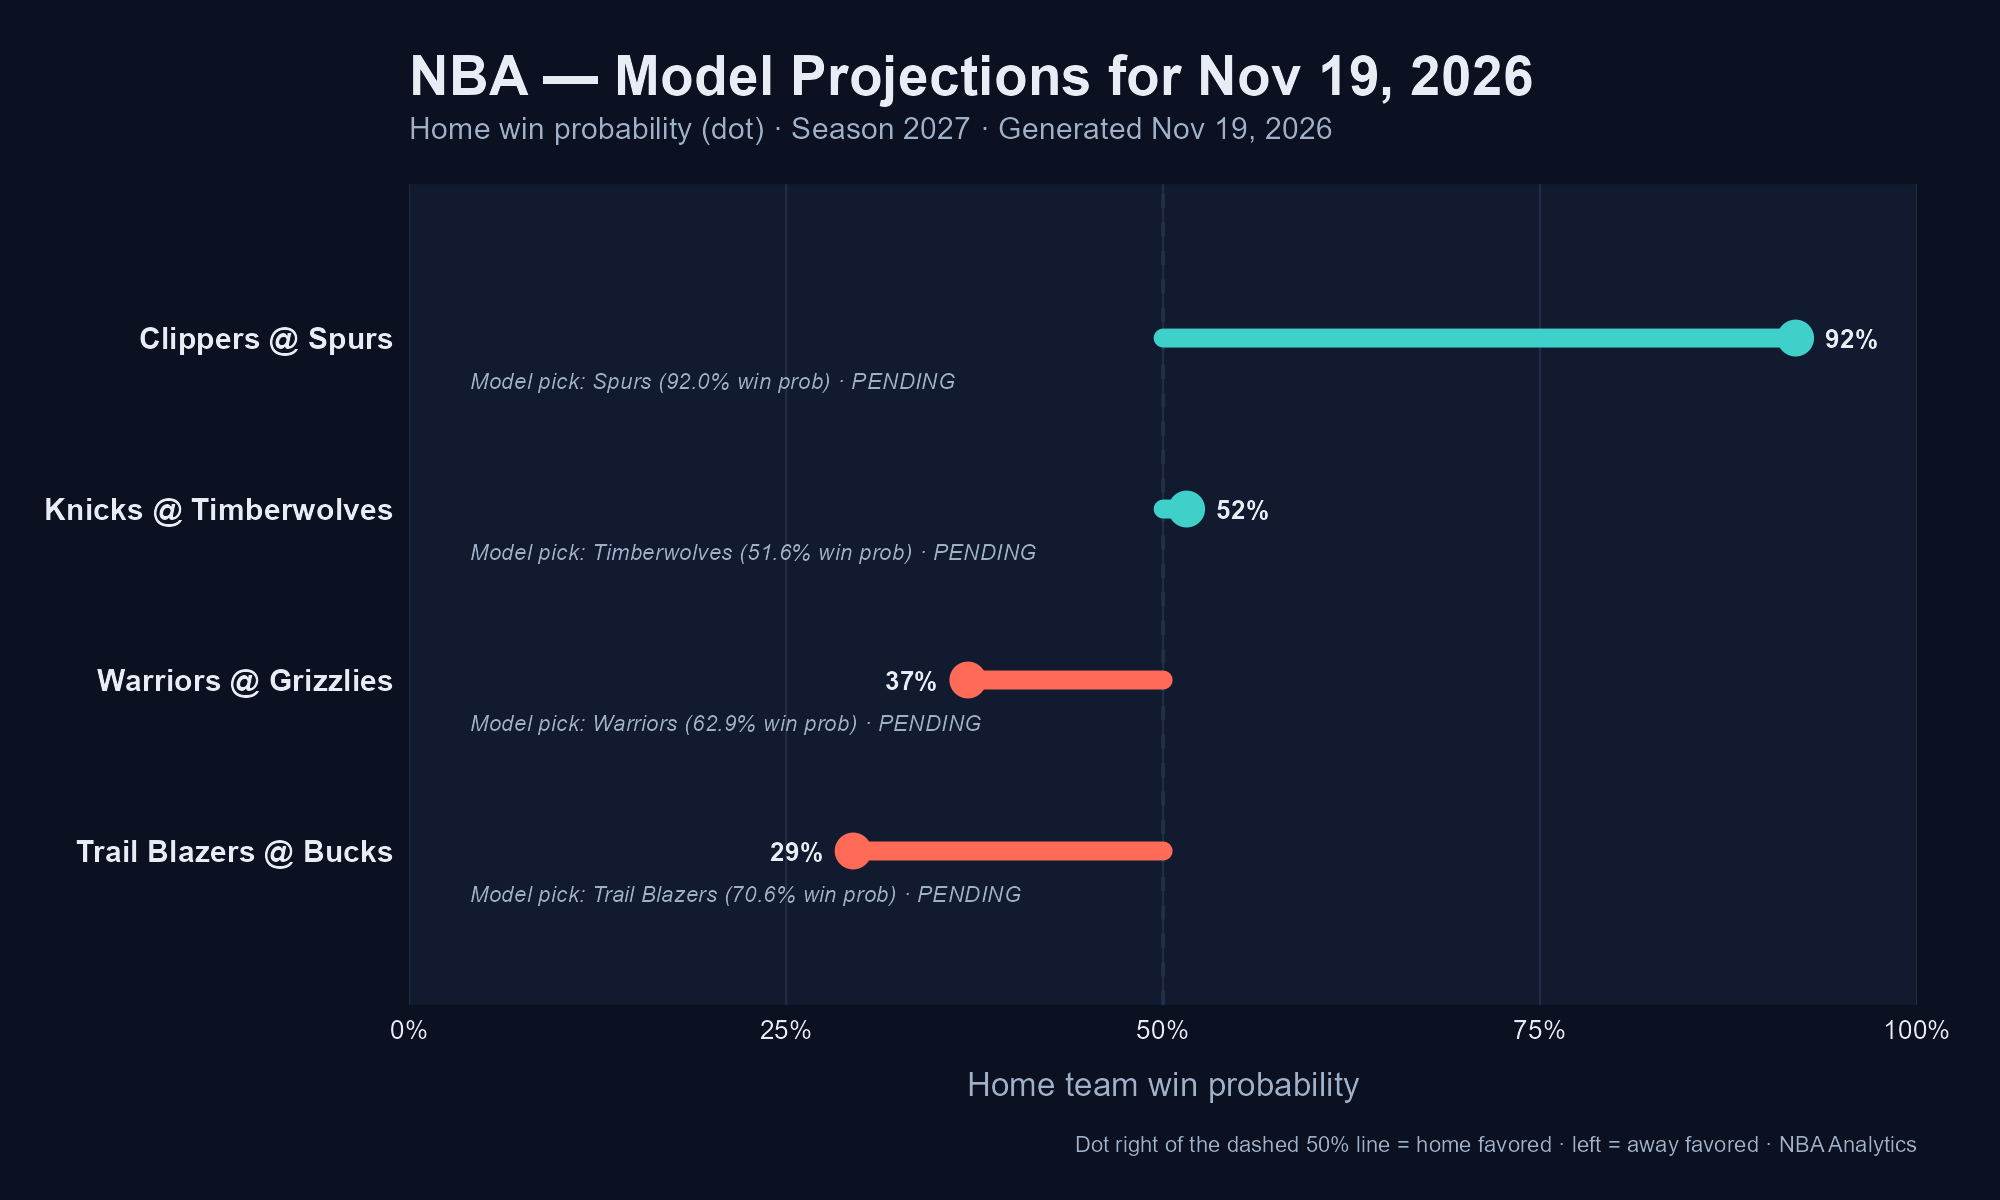 NBA — Model Projections for Nov 19, 2026
Home win probability (dot) · Season 2027 · Generated Nov 19, 2026
Clippers @ Spurs
92%
Model pick: Spurs (92.0% win prob) · PENDING
Knicks @ Timberwolves
52%
Model pick: Timberwolves (51.6% win prob) · PENDING
Warriors @ Grizzlies
37%
Model pick: Warriors (62.9% win prob) · PENDING
Trail Blazers @ Bucks
29%
Model pick: Trail Blazers (70.6% win prob) · PENDING
0% 25% 50% 75% 100%
Home team win probability
Dot right of the dashed 50% line = home favored · left = away favored · NBA Analytics